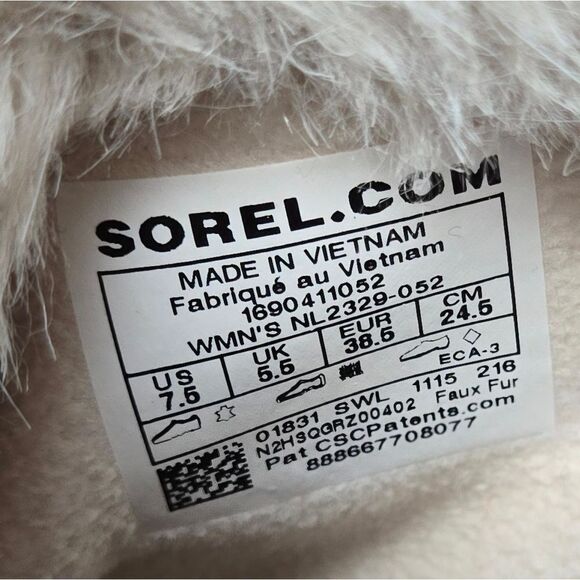 SOREL.COM
MADE IN VIETNAM
Fabriqué au Vietnam
1690411052
WMN'S NL2329-052
US UK EUR CM
7.5 5.5 38.5 24.5
ECA-3
01831 SWL 1115 216
N2HSQGRZ00402 Faux Fur
Pat CSCPatents.com
888667708077